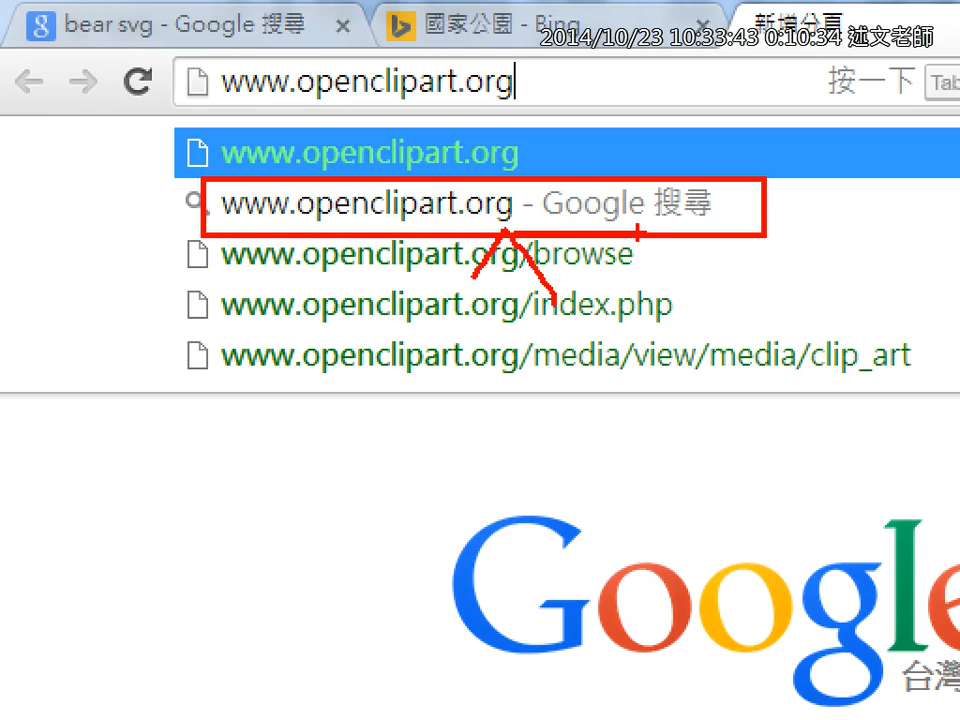 bear svg - Google 搜尋
國家公園 - Bing
新增分頁
2014/10/23 10:33:43 0:10:34 述文老師
www.openclipart.org
按一下 Tab
www.openclipart.org
www.openclipart.org - Google 搜尋
www.openclipart.org/browse
www.openclipart.org/index.php
www.openclipart.org/media/view/media/clip_art
Google
台灣